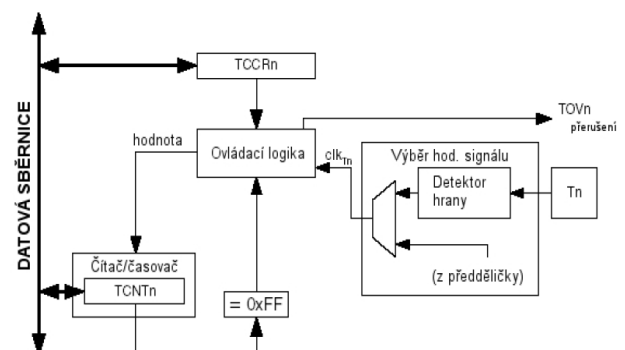 DATOVÁ SBĚRNICE
TCCRn
TOVn
přerušení
hodnota
Ovládací logika
clkTn
Výběr hod. signálu
Detektor
hrany
Tn
(z předděličky)
Čítač/časovač
TCNTn
= 0xFF